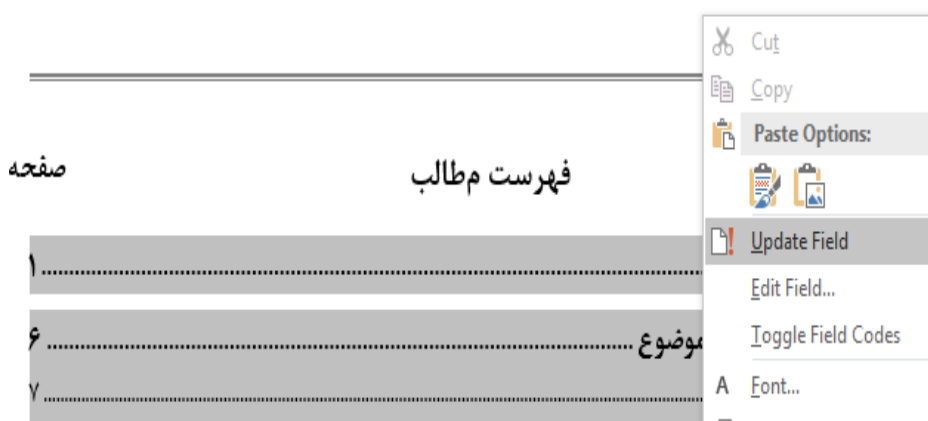 فهرست مطالب
صفحه
................ ۱
موضوع ................ ۶
................ ۷
Cut
Copy
Paste Options:
Update Field
Edit Field...
Toggle Field Codes
A Font...